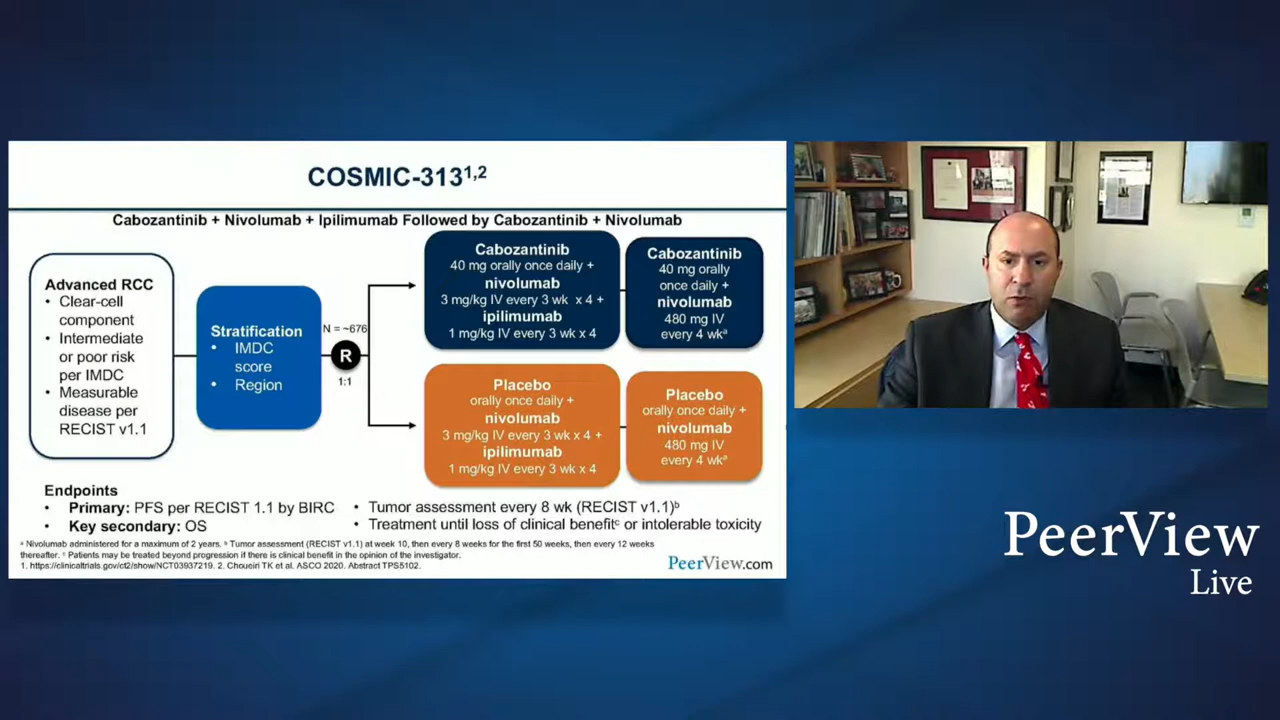 COSMIC-313¹,²
Cabozantinib + Nivolumab + Ipilimumab Followed by Cabozantinib + Nivolumab
Advanced RCC
• Clear-cell
component
• Intermediate
or poor risk
per IMDC
• Measurable
disease per
RECIST v1.1
Stratification
• IMDC
score
• Region
N = ~676
R
1:1
Cabozantinib
40 mg orally once daily +
nivolumab
3 mg/kg IV every 3 wk x 4 +
ipilimumab
1 mg/kg IV every 3 wk x 4
Cabozantinib
40 mg orally
once daily +
nivolumab
480 mg IV
every 4 wkᵃ
Placebo
orally once daily +
nivolumab
3 mg/kg IV every 3 wk x 4 +
ipilimumab
1 mg/kg IV every 3 wk x 4
Placebo
orally once daily +
nivolumab
480 mg IV
every 4 wkᵃ
Endpoints
• Primary: PFS per RECIST 1.1 by BIRC
• Key secondary: OS
• Tumor assessment every 8 wk (RECIST v1.1)ᵇ
• Treatment until loss of clinical benefitᶜ or intolerable toxicity
ᵃ Nivolumab administered for a maximum of 2 years. ᵇ Tumor assessment (RECIST v1.1) at week 10, then every 8 weeks for the first 50 weeks, then every 12 weeks
thereafter. ᶜ Patients may be treated beyond progression if there is clinical benefit in the opinion of the investigator.
1. https://clinicaltrials.gov/ct2/show/NCT03937219. 2. Choueiri TK et al. ASCO 2020. Abstract TPS5102.
PeerView.com
PeerView
Live